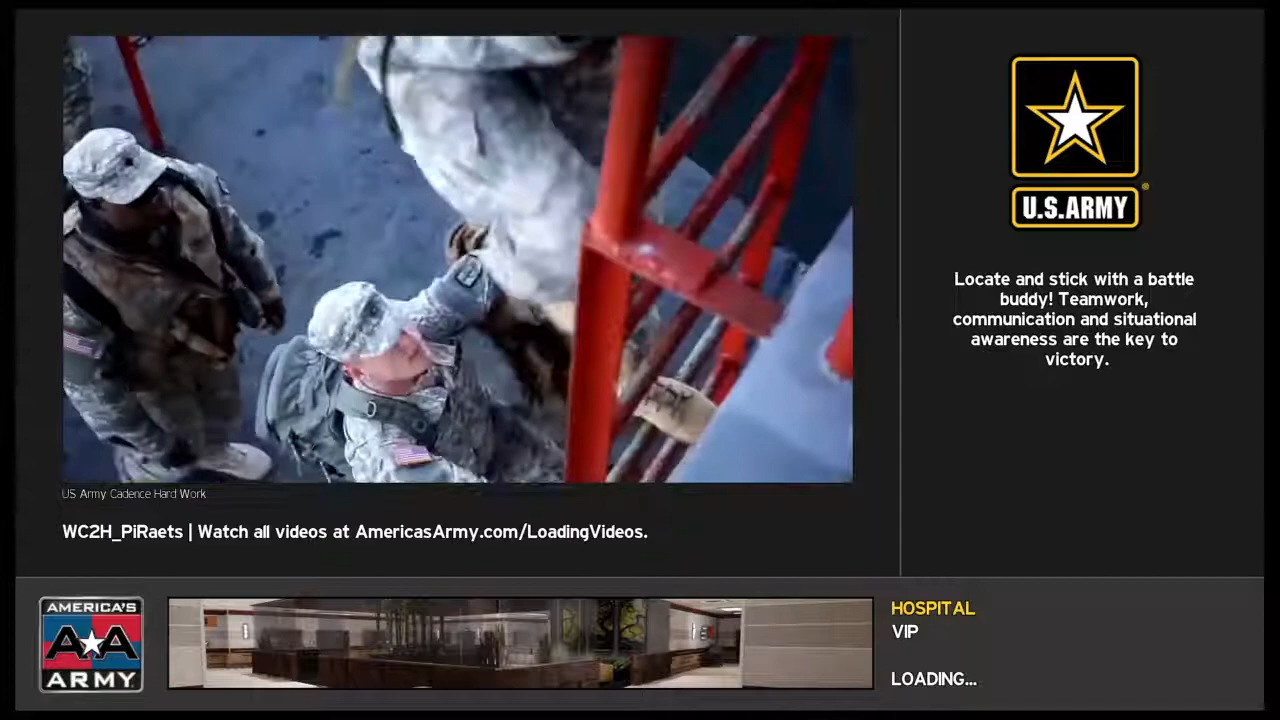 U.S.ARMY
®
Locate and stick with a battle
buddy! Teamwork,
communication and situational
awareness are the key to
victory.
US Army Cadence Hard Work
WC2H_PiRaets | Watch all videos at AmericasArmy.com/LoadingVideos.
AMERICA'S
AA
ARMY
HOSPITAL
VIP
LOADING...